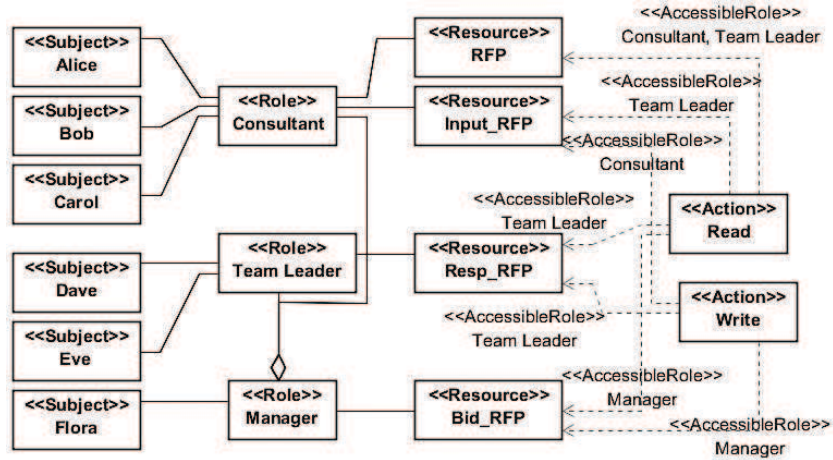 <<AccessibleRole>>
Consultant, Team Leader
<<Subject>>
Alice
<<Resource>>
RFP
<<AccessibleRole>>
Team Leader
<<Role>>
Consultant
<<Resource>>
Input_RFP
<<Subject>>
Bob
<<AccessibleRole>>
Consultant
<<Subject>>
Carol
<<AccessibleRole>>
Team Leader
<<Action>>
Read
<<Role>>
Team Leader
<<Resource>>
Resp_RFP
<<Subject>>
Dave
<<Action>>
Write
<<AccessibleRole>>
Team Leader
<<Subject>>
Eve
<<AccessibleRole>>
Manager
<<Role>>
Manager
<<Resource>>
Bid_RFP
<<Subject>>
Flora
<<AccessibleRole>>
Manager